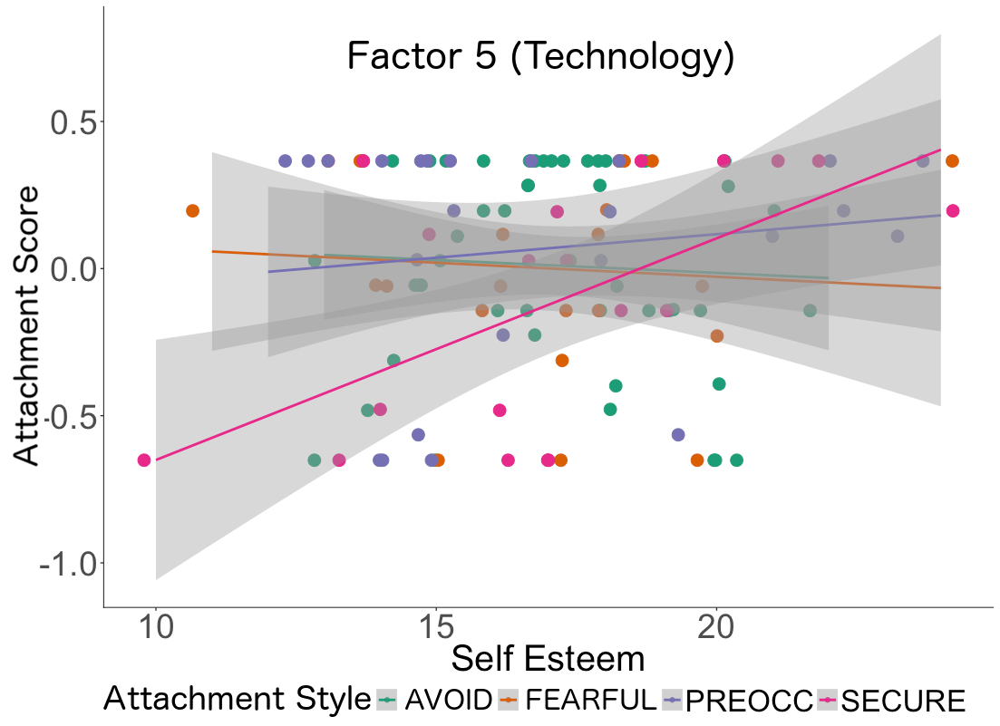 Factor 5 (Technology)
Attachment Score
0.5
0.0
-0.5
-1.0
10 15 20
Self Esteem
Attachment Style AVOID FEARFUL PREOCC SECURE